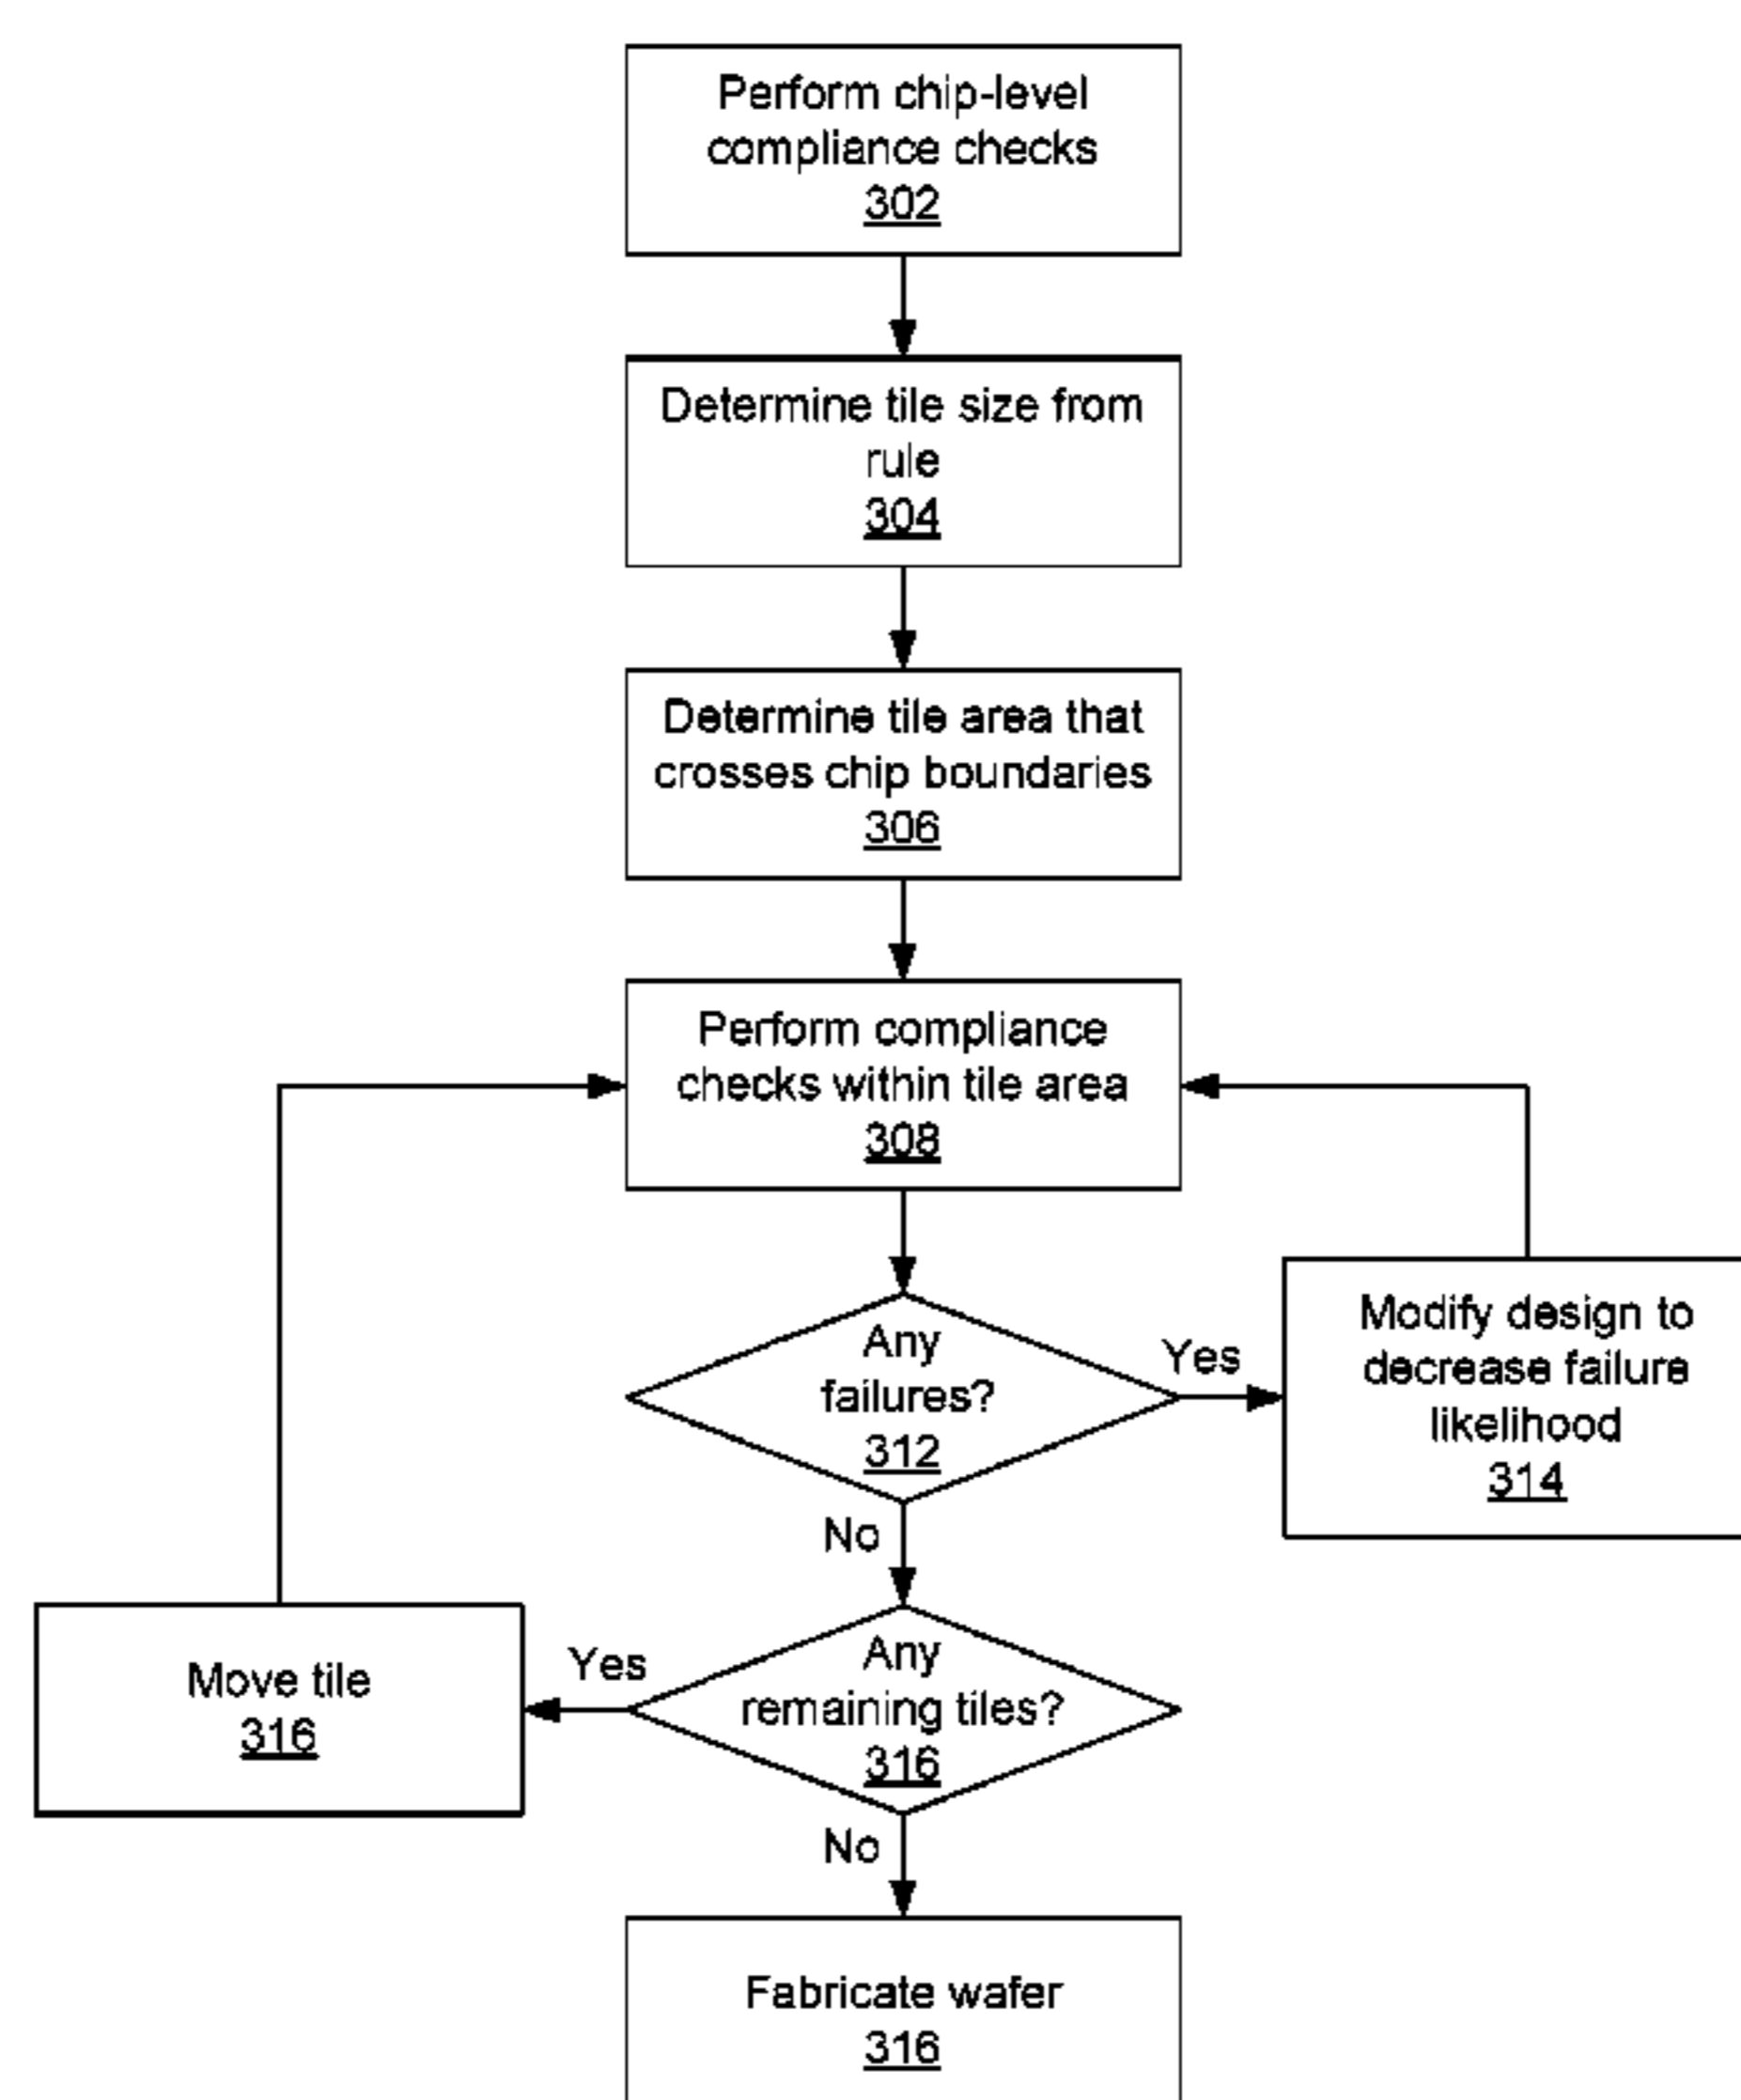 Perform chip-level
compliance checks
302
Determine tile size from
rule
304
Determine tile area that
crosses chip boundaries
306
Perform compliance
checks within tile area
308
Any
failures?
312
Yes
Modify design to
decrease failure
likelihood
314
No
Any
remaining tiles?
316
Yes
Move tile
316
No
Fabricate wafer
316